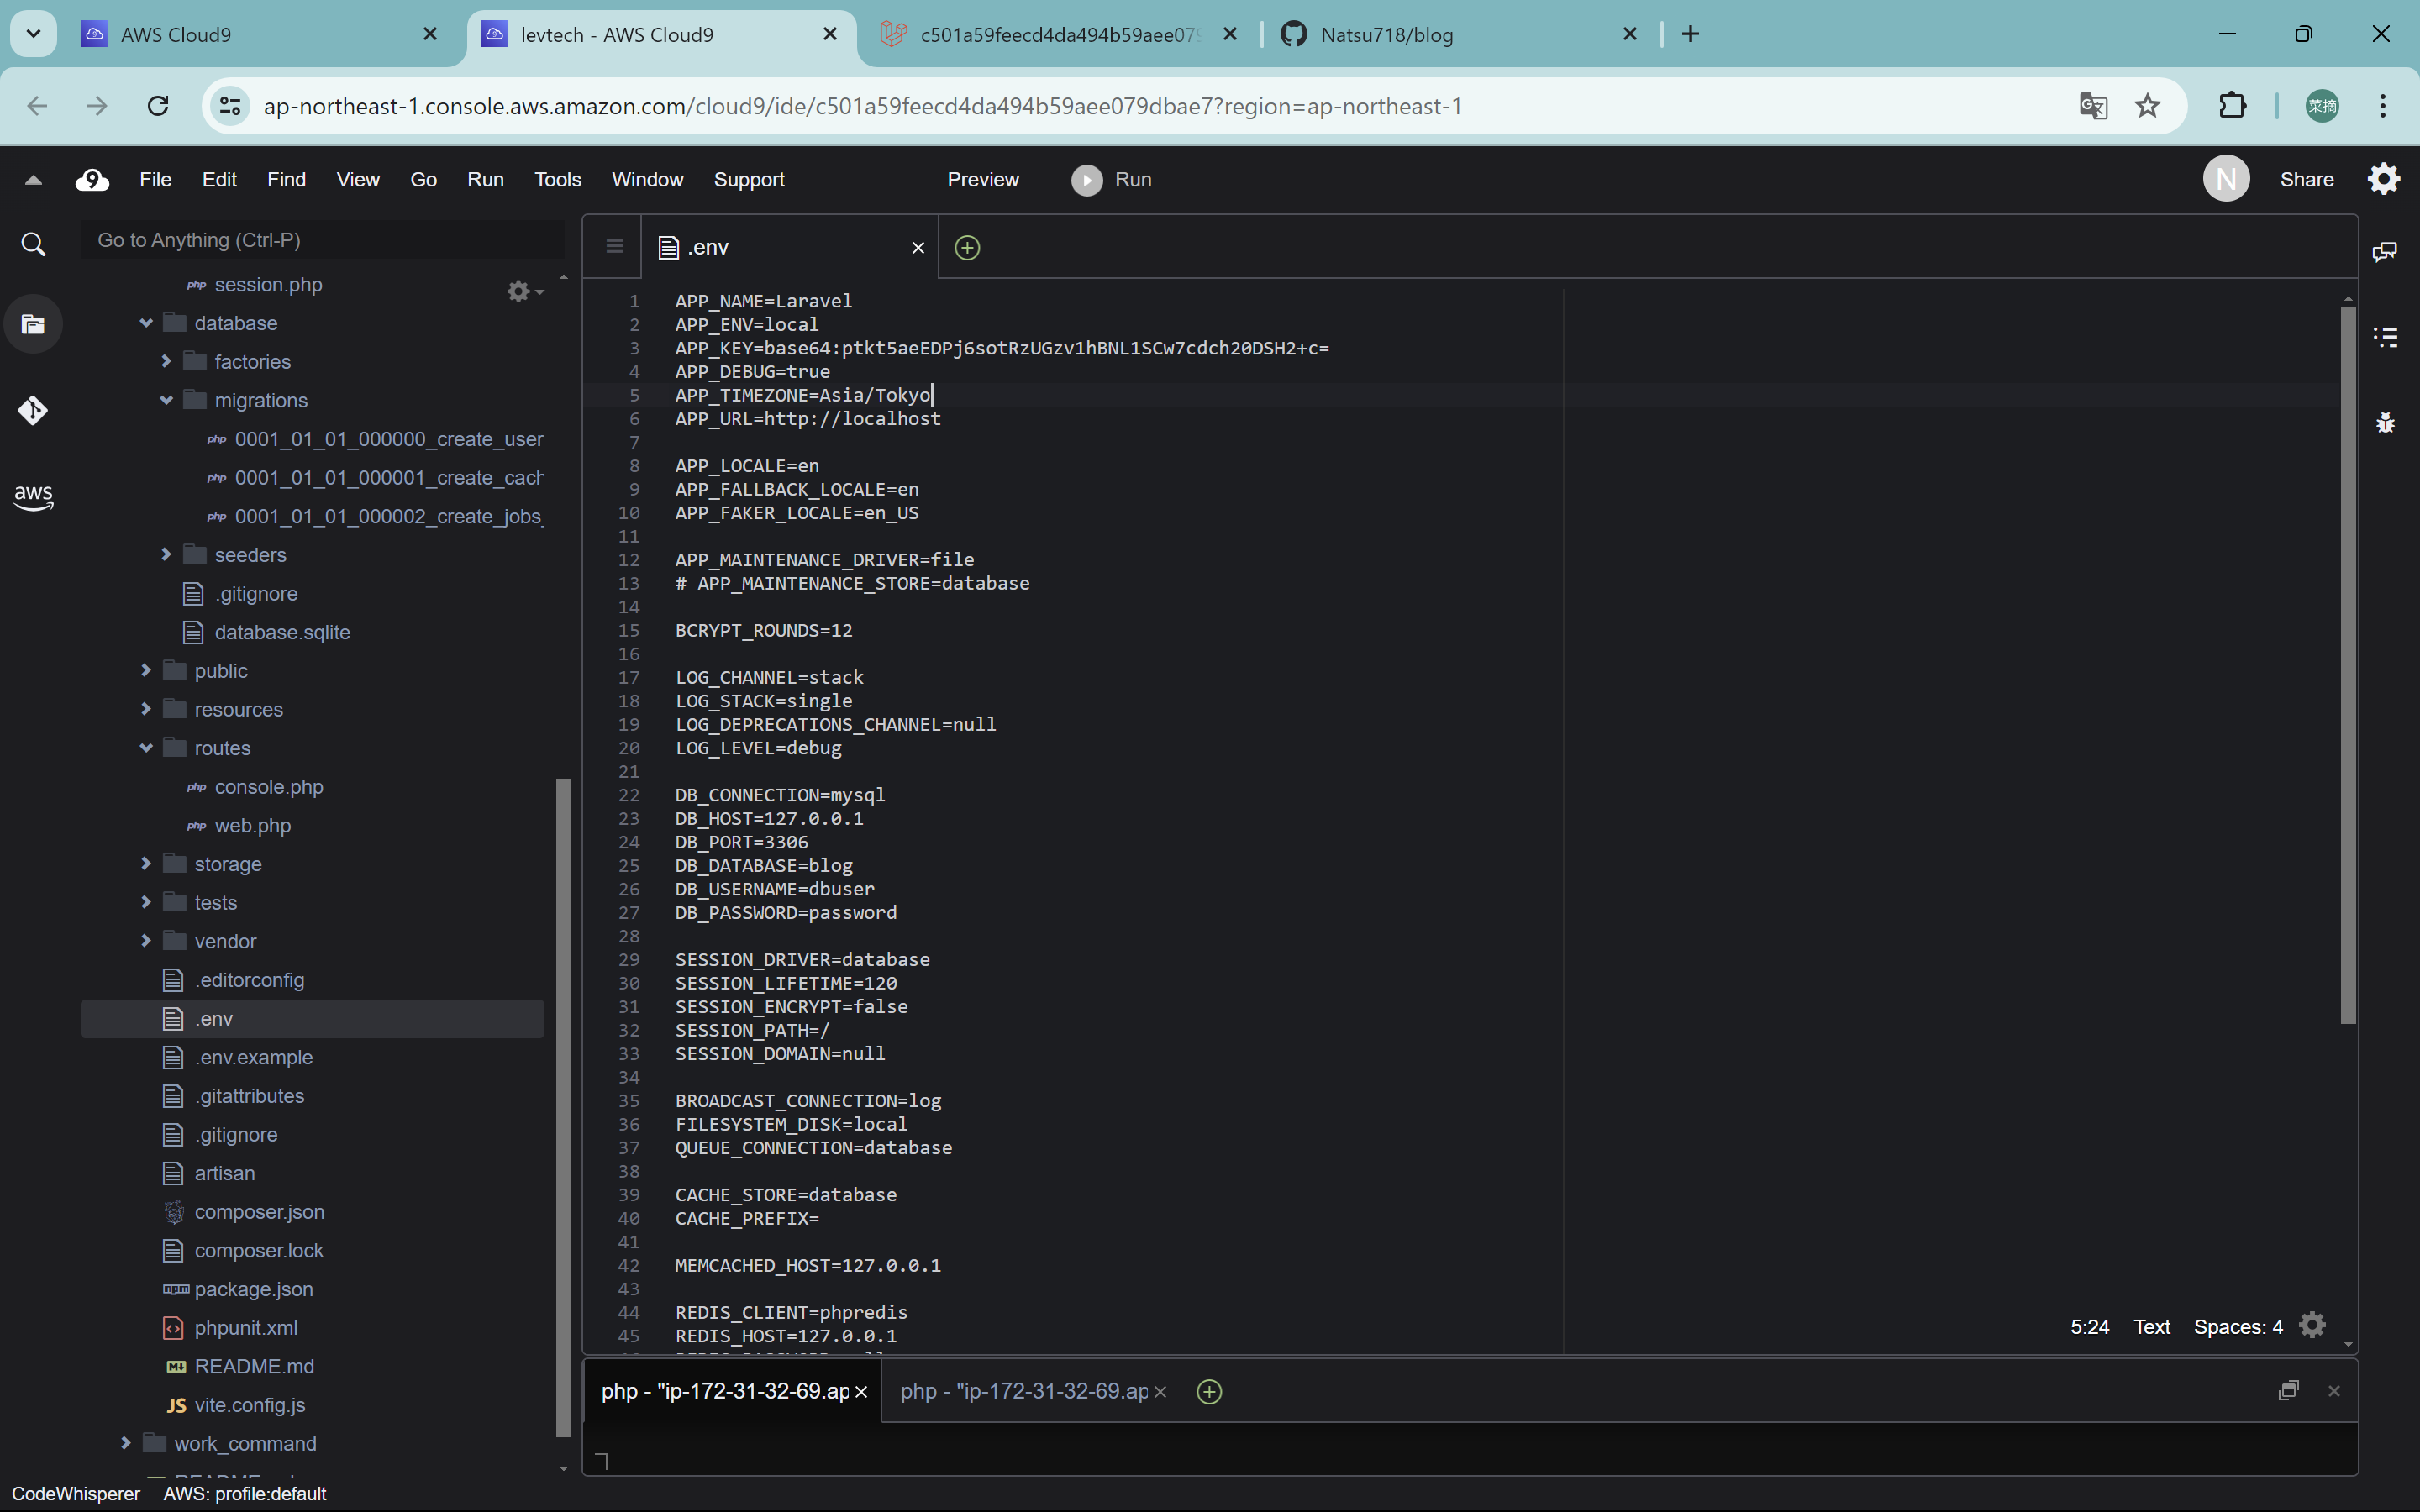 AWS Cloud9
levtech - AWS Cloud9
c501a59feecd4da494b59aee079
Natsu718/blog
ap-northeast-1.console.aws.amazon.com/cloud9/ide/c501a59feecd4da494b59aee079dbae7?region=ap-northeast-1
菜摘
9 File Edit Find View Go Run Tools Window Support Preview Run N Share
Go to Anything (Ctrl-P)
session.php
database
factories
migrations
0001_01_01_000000_create_user
0001_01_01_000001_create_cach
0001_01_01_000002_create_jobs_
seeders
.gitignore
database.sqlite
public
resources
routes
console.php
web.php
storage
tests
vendor
.editorconfig
.env
.env.example
.gitattributes
.gitignore
artisan
composer.json
composer.lock
package.json
phpunit.xml
README.md
JS vite.config.js
work_command
aws
.env
1 APP_NAME=Laravel
2 APP_ENV=local
3 APP_KEY=base64:ptkt5aeEDPj6sotRzUGzv1hBNL1SCw7cdch20DSH2+c=
4 APP_DEBUG=true
5 APP_TIMEZONE=Asia/Tokyo
6 APP_URL=http://localhost
7
8 APP_LOCALE=en
9 APP_FALLBACK_LOCALE=en
10 APP_FAKER_LOCALE=en_US
11
12 APP_MAINTENANCE_DRIVER=file
13 # APP_MAINTENANCE_STORE=database
14
15 BCRYPT_ROUNDS=12
16
17 LOG_CHANNEL=stack
18 LOG_STACK=single
19 LOG_DEPRECATIONS_CHANNEL=null
20 LOG_LEVEL=debug
21
22 DB_CONNECTION=mysql
23 DB_HOST=127.0.0.1
24 DB_PORT=3306
25 DB_DATABASE=blog
26 DB_USERNAME=dbuser
27 DB_PASSWORD=password
28
29 SESSION_DRIVER=database
30 SESSION_LIFETIME=120
31 SESSION_ENCRYPT=false
32 SESSION_PATH=/
33 SESSION_DOMAIN=null
34
35 BROADCAST_CONNECTION=log
36 FILESYSTEM_DISK=local
37 QUEUE_CONNECTION=database
38
39 CACHE_STORE=database
40 CACHE_PREFIX=
41
42 MEMCACHED_HOST=127.0.0.1
43
44 REDIS_CLIENT=phpredis
45 REDIS_HOST=127.0.0.1
5:24 Text Spaces: 4
php - "ip-172-31-32-69.ap
php - "ip-172-31-32-69.ap
CodeWhisperer AWS: profile:default